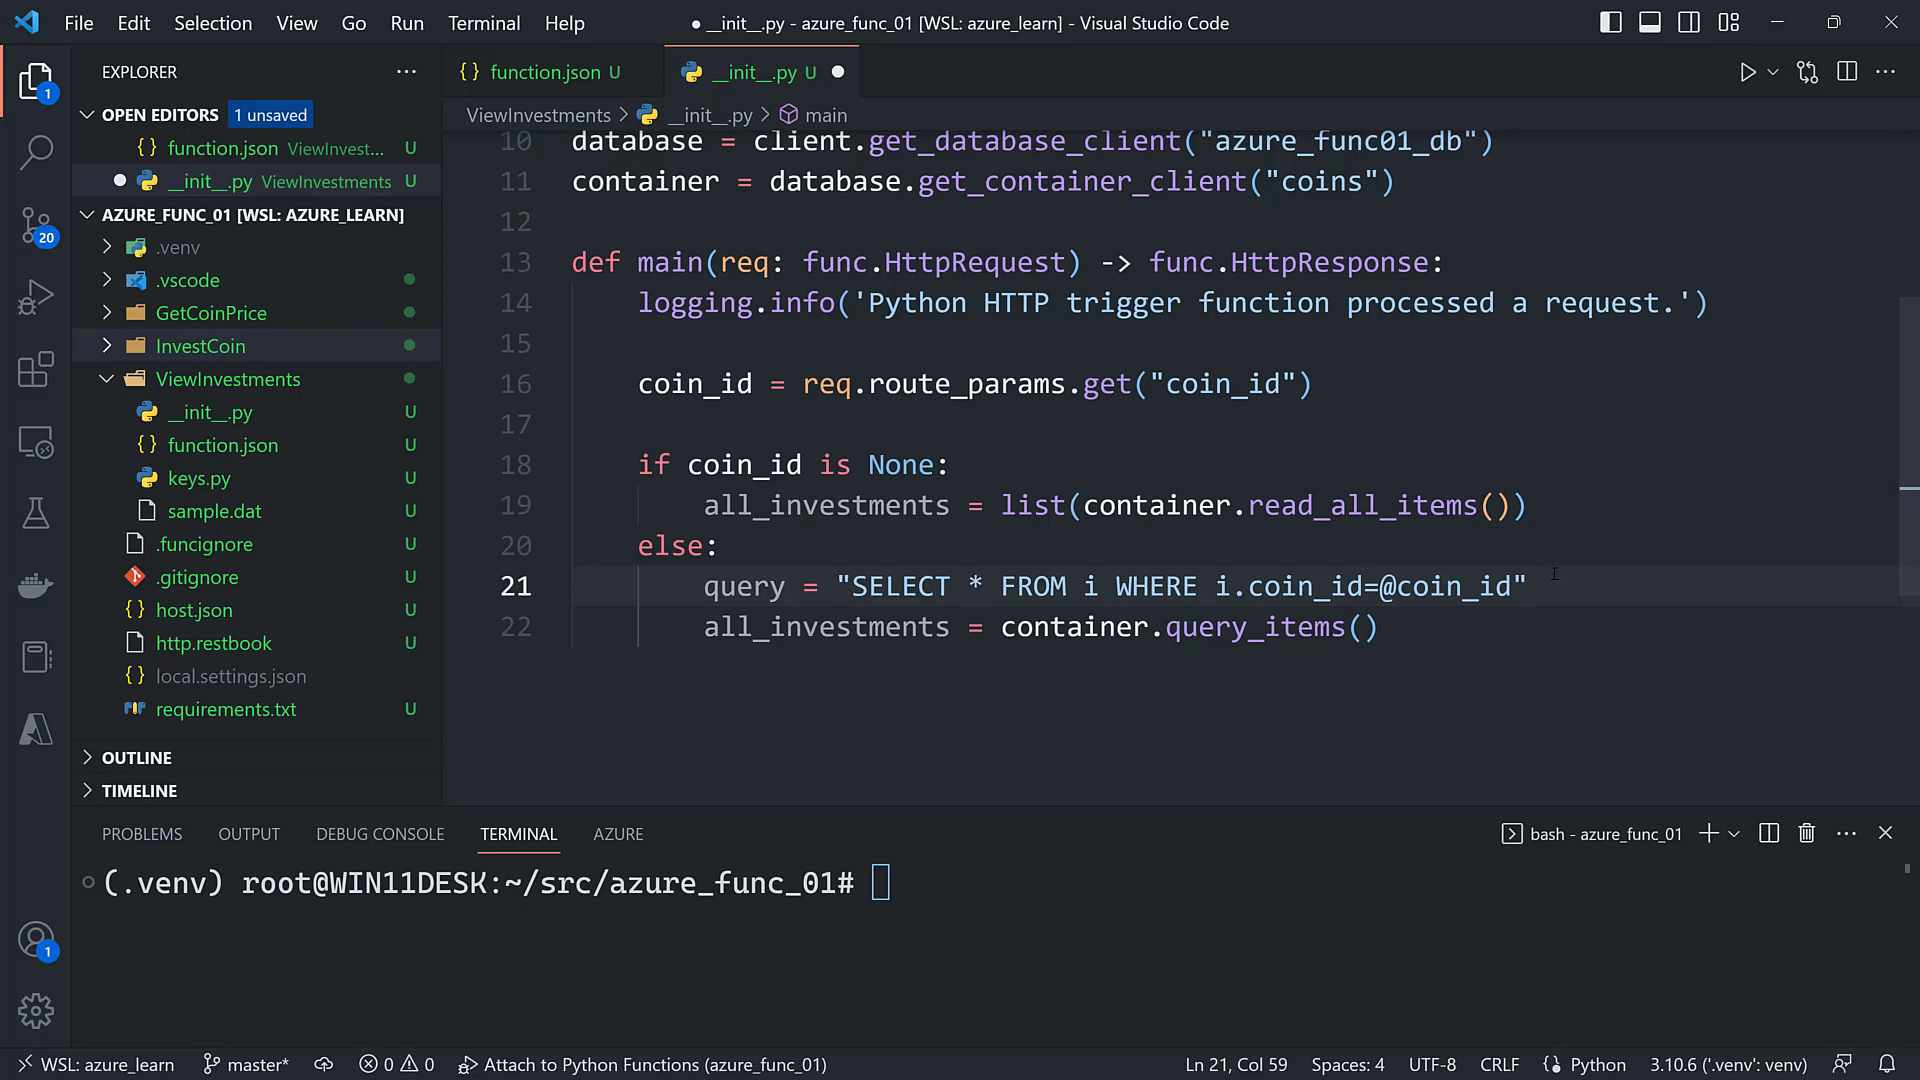 File Edit Selection View Go Run Terminal Help
● __init__.py - azure_func_01 [WSL: azure_learn] - Visual Studio Code
EXPLORER
OPEN EDITORS 1 unsaved
{} function.json ViewInvest... U
__init__.py ViewInvestments U
AZURE_FUNC_01 [WSL: AZURE_LEARN]
.venv
.vscode
GetCoinPrice
InvestCoin
ViewInvestments
__init__.py U
{} function.json U
keys.py U
sample.dat U
.funcignore U
.gitignore U
{} host.json U
http.restbook U
{} local.settings.json
requirements.txt U
OUTLINE
TIMELINE
1
20
1
{} function.json U
__init__.py U
ViewInvestments > __init__.py > main
10 database = client.get_database_client("azure_func01_db")
11 container = database.get_container_client("coins")
12
13 def main(req: func.HttpRequest) -> func.HttpResponse:
14 logging.info('Python HTTP trigger function processed a request.')
15
16 coin_id = req.route_params.get("coin_id")
17
18 if coin_id is None:
19 all_investments = list(container.read_all_items())
20 else:
21 query = "SELECT * FROM i WHERE i.coin_id=@coin_id"
22 all_investments = container.query_items()
PROBLEMS OUTPUT DEBUG CONSOLE TERMINAL AZURE
bash - azure_func_01
(.venv) root@WIN11DESK:~/src/azure_func_01#
WSL: azure_learn master* 0 0 Attach to Python Functions (azure_func_01)
Ln 21, Col 59 Spaces: 4 UTF-8 CRLF {} Python 3.10.6 ('.venv': venv)